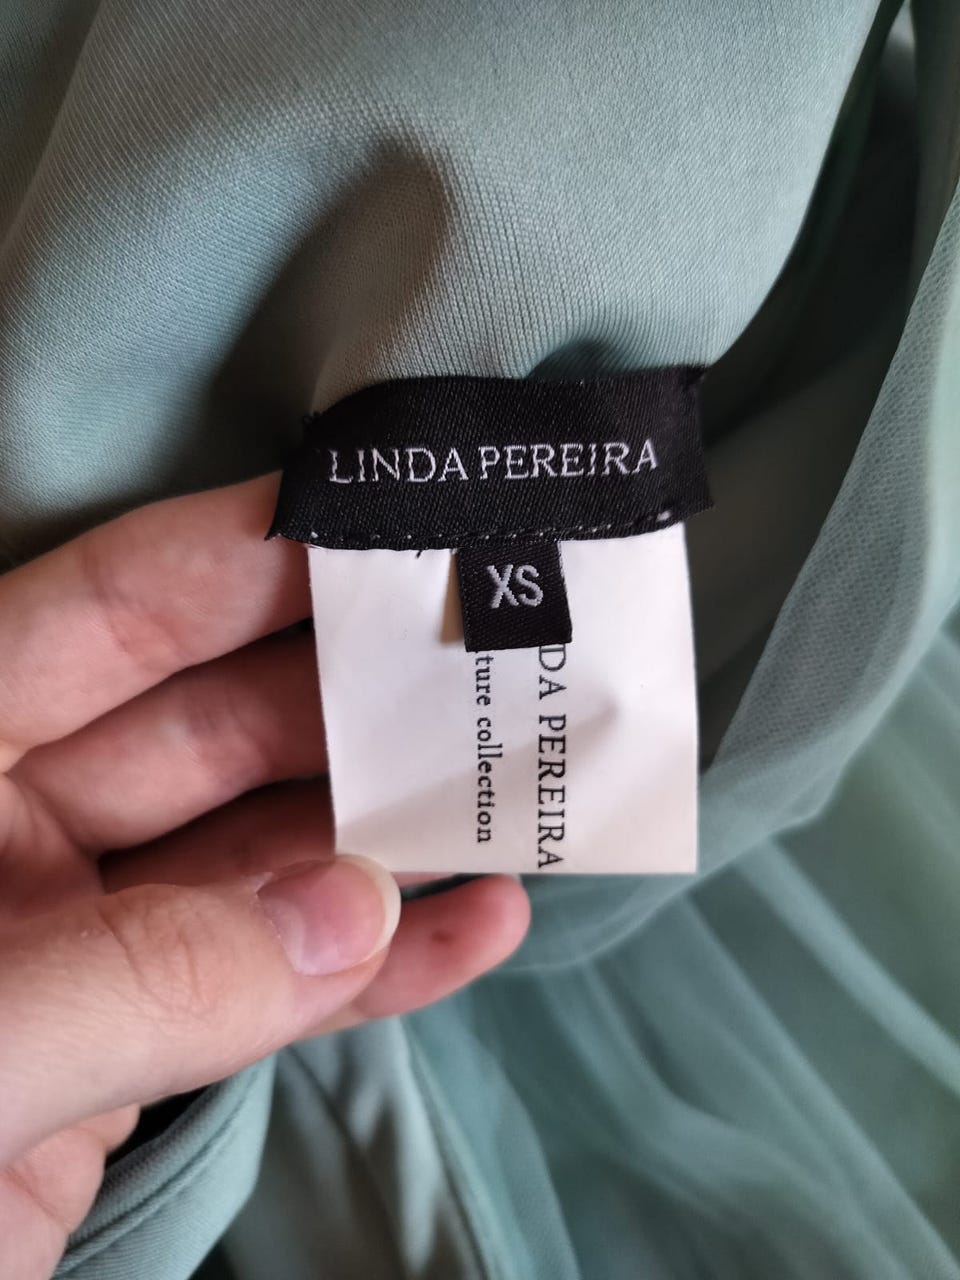 LINDA PEREIRA
XS
DA PEREIRA
ture collection